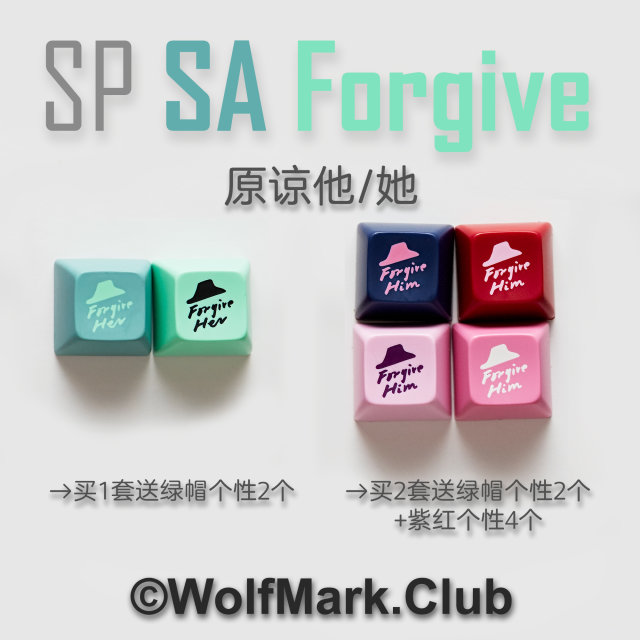 SP SA Forgive
原谅他/她
Forgive
Her
Forgive
Her
Forgive
Him
Forgive
Him
Forgive
Him
Forgive
Him
→买1套送绿帽个性2个
→买2套送绿帽个性2个
+紫红个性4个
©WolfMark.Club